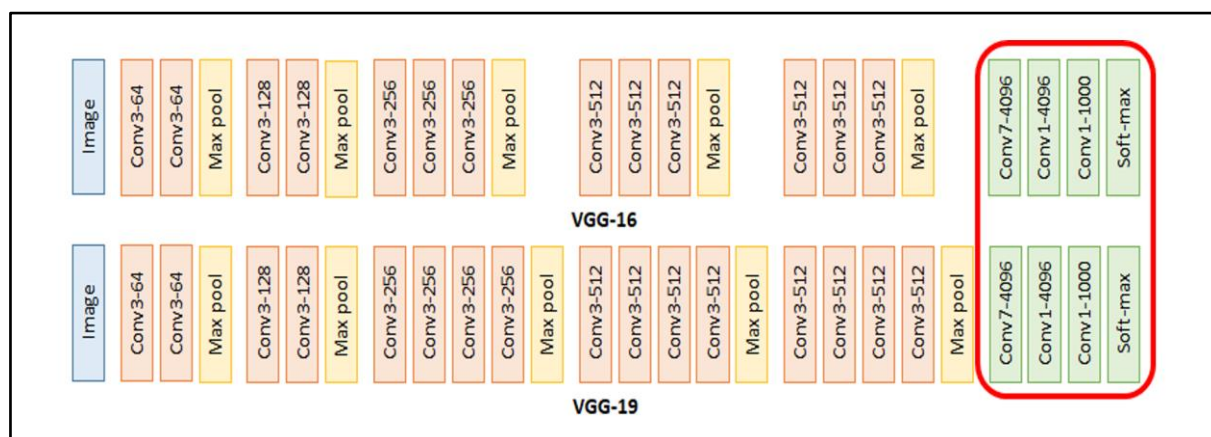 Image
Conv3-64
Conv3-64
Max pool
Conv3-128
Conv3-128
Max pool
Conv3-256
Conv3-256
Conv3-256
Max pool
Conv3-512
Conv3-512
Conv3-512
Max pool
Conv3-512
Conv3-512
Conv3-512
Max pool
Conv7-4096
Conv1-4096
Conv1-1000
Soft-max
VGG-16
Image
Conv3-64
Conv3-64
Max pool
Conv3-128
Conv3-128
Max pool
Conv3-256
Conv3-256
Conv3-256
Conv3-256
Max pool
Conv3-512
Conv3-512
Conv3-512
Conv3-512
Max pool
Conv3-512
Conv3-512
Conv3-512
Conv3-512
Max pool
Conv7-4096
Conv1-4096
Conv1-1000
Soft-max
VGG-19